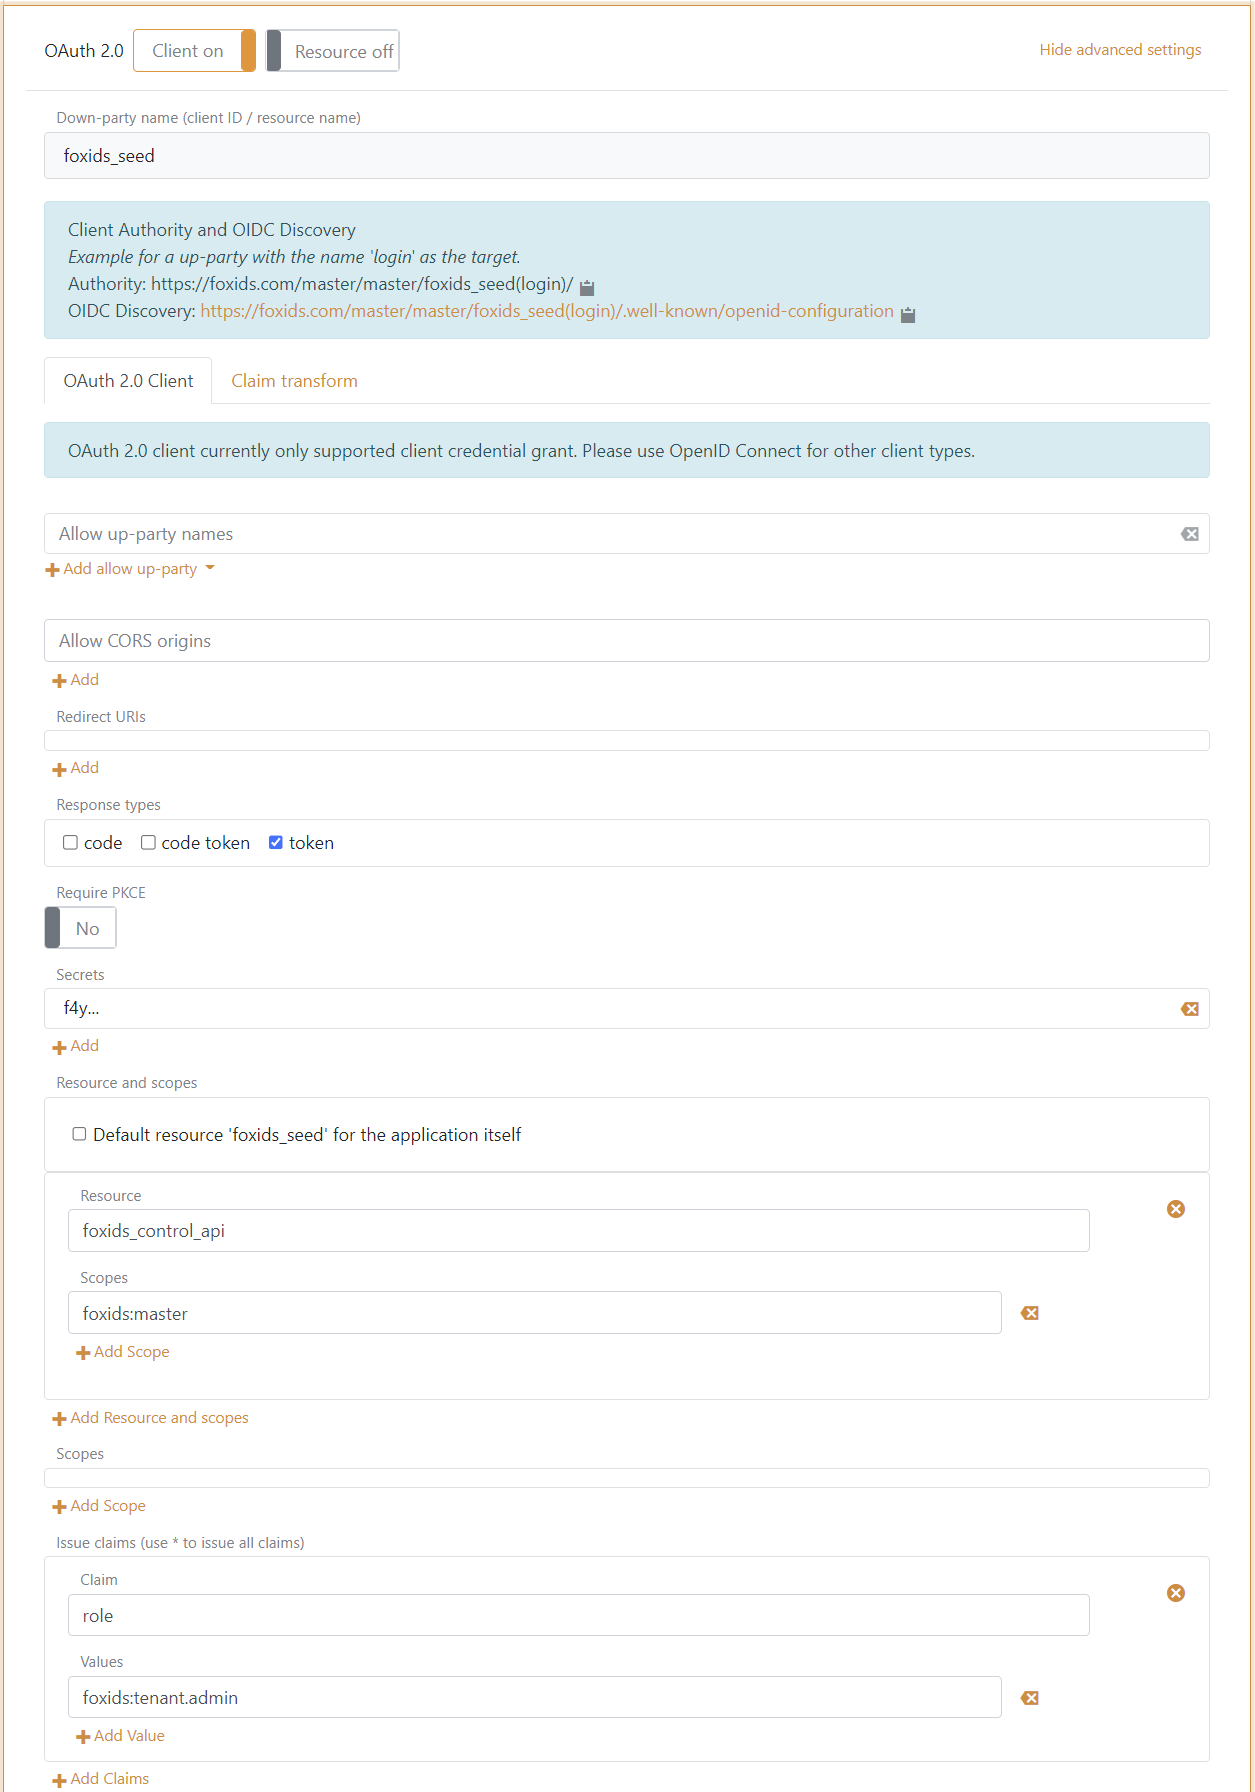 OAuth 2.0 Client on Resource off Hide advanced settings
Down-party name (client ID / resource name)
foxids_seed
Client Authority and OIDC Discovery
Example for a up-party with the name 'login' as the target.
Authority: https://foxids.com/master/master/foxids_seed(login)/
OIDC Discovery: https://foxids.com/master/master/foxids_seed(login)/.well-known/openid-configuration
OAuth 2.0 Client Claim transform
OAuth 2.0 client currently only supported client credential grant. Please use OpenID Connect for other client types.
Allow up-party names
Add allow up-party
Allow CORS origins
Add
Redirect URIs
Add
Response types
code code token token
Require PKCE
No
Secrets
f4y...
Add
Resource and scopes
Default resource 'foxids_seed' for the application itself
Resource
foxids_control_api
Scopes
foxids:master
Add Scope
Add Resource and scopes
Scopes
Add Scope
Issue claims (use * to issue all claims)
Claim
role
Values
foxids:tenant.admin
Add Value
Add Claims